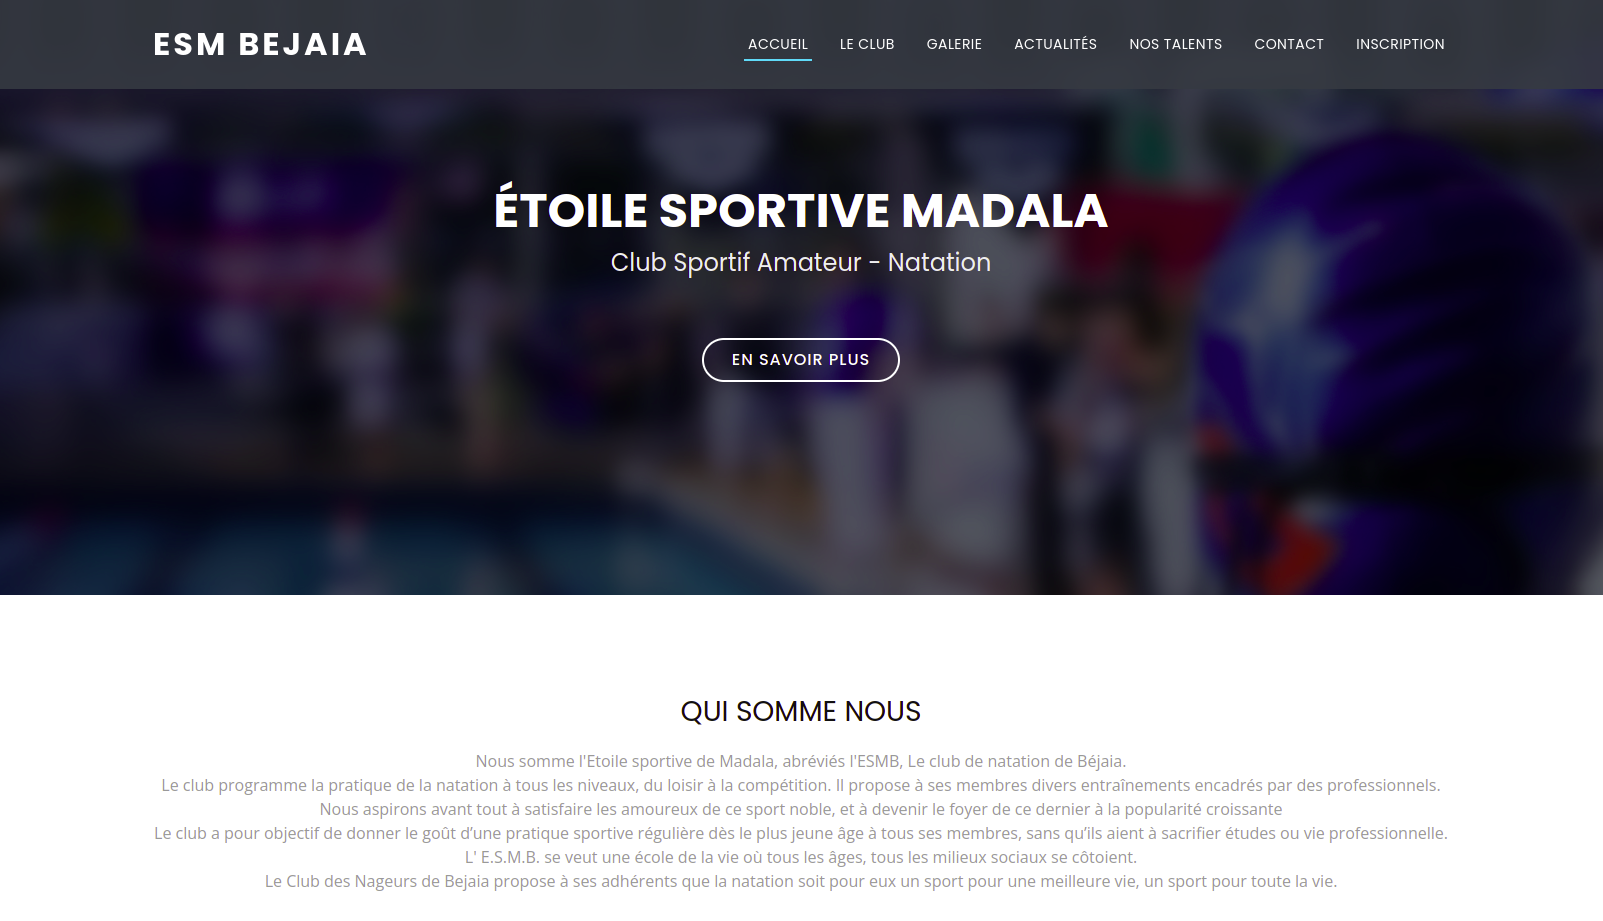 ESM BEJAIA
ACCUEIL LE CLUB GALERIE ACTUALITÉS NOS TALENTS CONTACT INSCRIPTION
ÉTOILE SPORTIVE MADALA
Club Sportif Amateur - Natation
EN SAVOIR PLUS
QUI SOMME NOUS
Nous somme l'Etoile sportive de Madala, abréviés l'ESMB, Le club de natation de Béjaia.
Le club programme la pratique de la natation à tous les niveaux, du loisir à la compétition. Il propose à ses membres divers entraînements encadrés par des professionnels.
Nous aspirons avant tout à satisfaire les amoureux de ce sport noble, et à devenir le foyer de ce dernier à la popularité croissante
Le club a pour objectif de donner le goût d’une pratique sportive régulière dès le plus jeune âge à tous ses membres, sans qu’ils aient à sacrifier études ou vie professionnelle.
L' E.S.M.B. se veut une école de la vie où tous les âges, tous les milieux sociaux se côtoient.
Le Club des Nageurs de Bejaia propose à ses adhérents que la natation soit pour eux un sport pour une meilleure vie, un sport pour toute la vie.